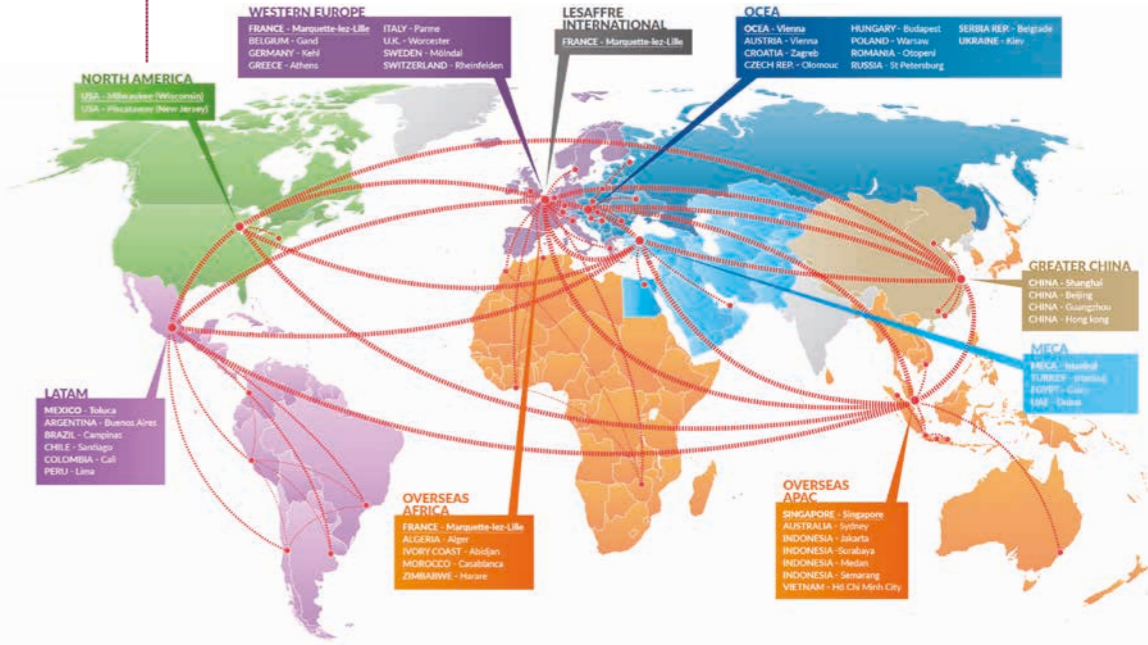 WESTERN EUROPE
FRANCE - Marquette-lez-Lille
BELGIUM - Gand
GERMANY - Kehl
GREECE - Athens
ITALY - Parme
U.K. - Worcester
SWEDEN - Mölndal
SWITZERLAND - Rheinfelden
LESAFFRE
INTERNATIONAL
FRANCE - Marquette-lez-Lille
OCEA
OCEA - Vienna
AUSTRIA - Vienna
CROATIA - Zagreb
CZECH REP. - Olomouc
HUNGARY - Budapest
POLAND - Warsaw
ROMANIA - Otopeni
RUSSIA - St Petersburg
SERBIA REP. - Belgrade
UKRAINE - Kiev
NORTH AMERICA
USA - Milwaukee (Wisconsin)
USA - Piscataway (New Jersey)
GREATER CHINA
CHINA - Shanghai
CHINA - Beijing
CHINA - Guangzhou
CHINA - Hong kong
MECA
MECA - Istanbul
TURKEY - Istanbul
EGYPT - Cairo
UAE - Dubai
LATAM
MEXICO - Toluca
ARGENTINA - Buenos Aires
BRAZIL - Campinas
CHILE - Santiago
COLOMBIA - Cali
PERU - Lima
OVERSEAS
AFRICA
FRANCE - Marquette-lez-Lille
ALGERIA - Alger
IVORY COAST - Abidjan
MOROCCO - Casablanca
ZIMBABWE - Harare
OVERSEAS
APAC
SINGAPORE - Singapore
AUSTRALIA - Sydney
INDONESIA - Jakarta
INDONESIA -Surabaya
INDONESIA - Medan
INDONESIA - Semarang
VIETNAM - Hô Chi Minh City